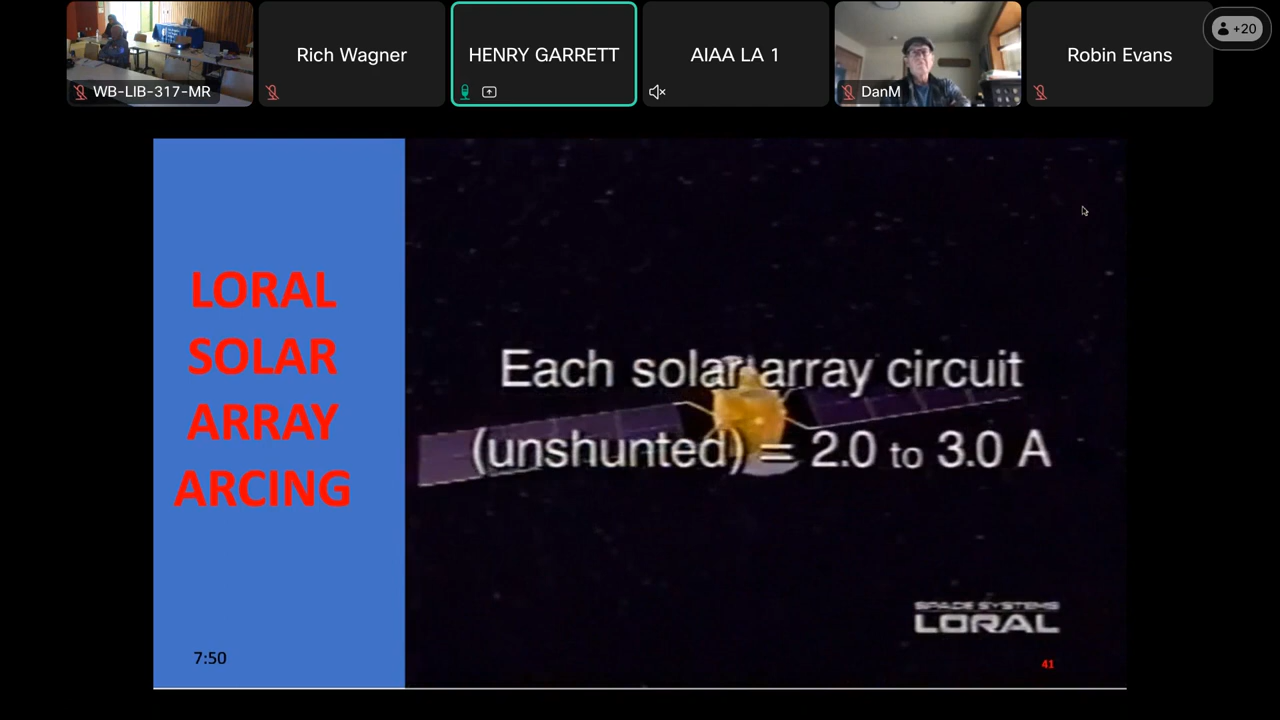 WB-LIB-317-MR
Rich Wagner
HENRY GARRETT
AIAA LA 1
DanM
Robin Evans
+20
LORAL
SOLAR
ARRAY
ARCING
7:50
Each solar array circuit
(unshunted) = 2.0 to 3.0 A
SPACE SYSTEMS
LORAL
41